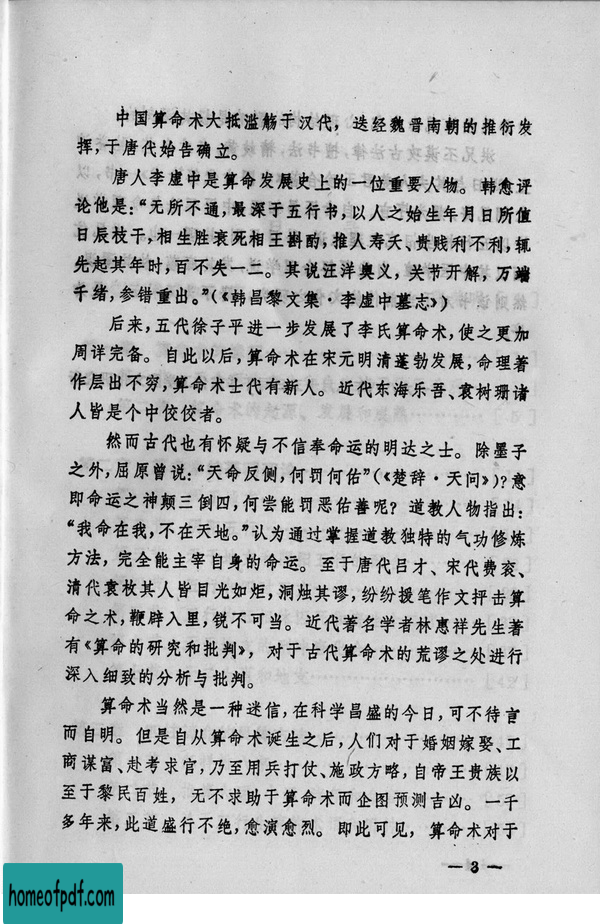 中国算命术大抵滥觞于汉代，迭经魏晋南朝的推衍发
挥，于唐代始告确立。
唐人李虚中是算命发展史上的一位重要人物。韩愈评
论他是：“无所不通，最深于五行书，以人之始生年月日所值
日辰枝干，相生胜衰死相王斟酌，推人寿夭、贵贱利不利，辄
先起其年时，百不失一二。其说汪洋奥义，关节开解，万端
千绪，参错重出。”(《韩昌黎文集·李虚中墓志》)
后来，五代徐子平进一步发展了李氏算命术，使之更加
周详完备。自此以后，算命术在宋元明清蓬勃发展，命理著
作层出不穷，算命术士代有新人。近代东海乐吾、袁树珊诸
人皆是个中佼佼者。
然而古代也有怀疑与不信奉命运的明达之士。除墨子
之外，屈原曾说：“天命反侧，何罚何佑”(《楚辞·天问》)？意
即命运之神颠三倒四，何尝能罚恶佑善呢？道教人物指出：
“我命在我，不在天地。”认为通过掌握道教独特的气功修炼
方法，完全能主宰自身的命运。至于唐代吕才、宋代费衮、
清代袁枚其人皆目光如炬，洞烛其谬，纷纷援笔作文抨击算
命之术，鞭辟入里，锐不可当。近代著名学者林惠祥先生著
有《算命的研究和批判》，对于古代算命术的荒谬之处进行
深入细致的分析与批判。
算命术当然是一种迷信，在科学昌盛的今日，可不待言
而自明。但是自从算命术诞生之后，人们对于婚姻嫁娶、工
商谋富、赴考求官，乃至用兵打仗、施政方略，自帝王贵族以
至于黎民百姓，无不求助于算命术而企图预测吉凶。一千
多年来，此道盛行不绝，愈演愈烈。即此可见，算命术对于
— 3 —
homeofpdf.com